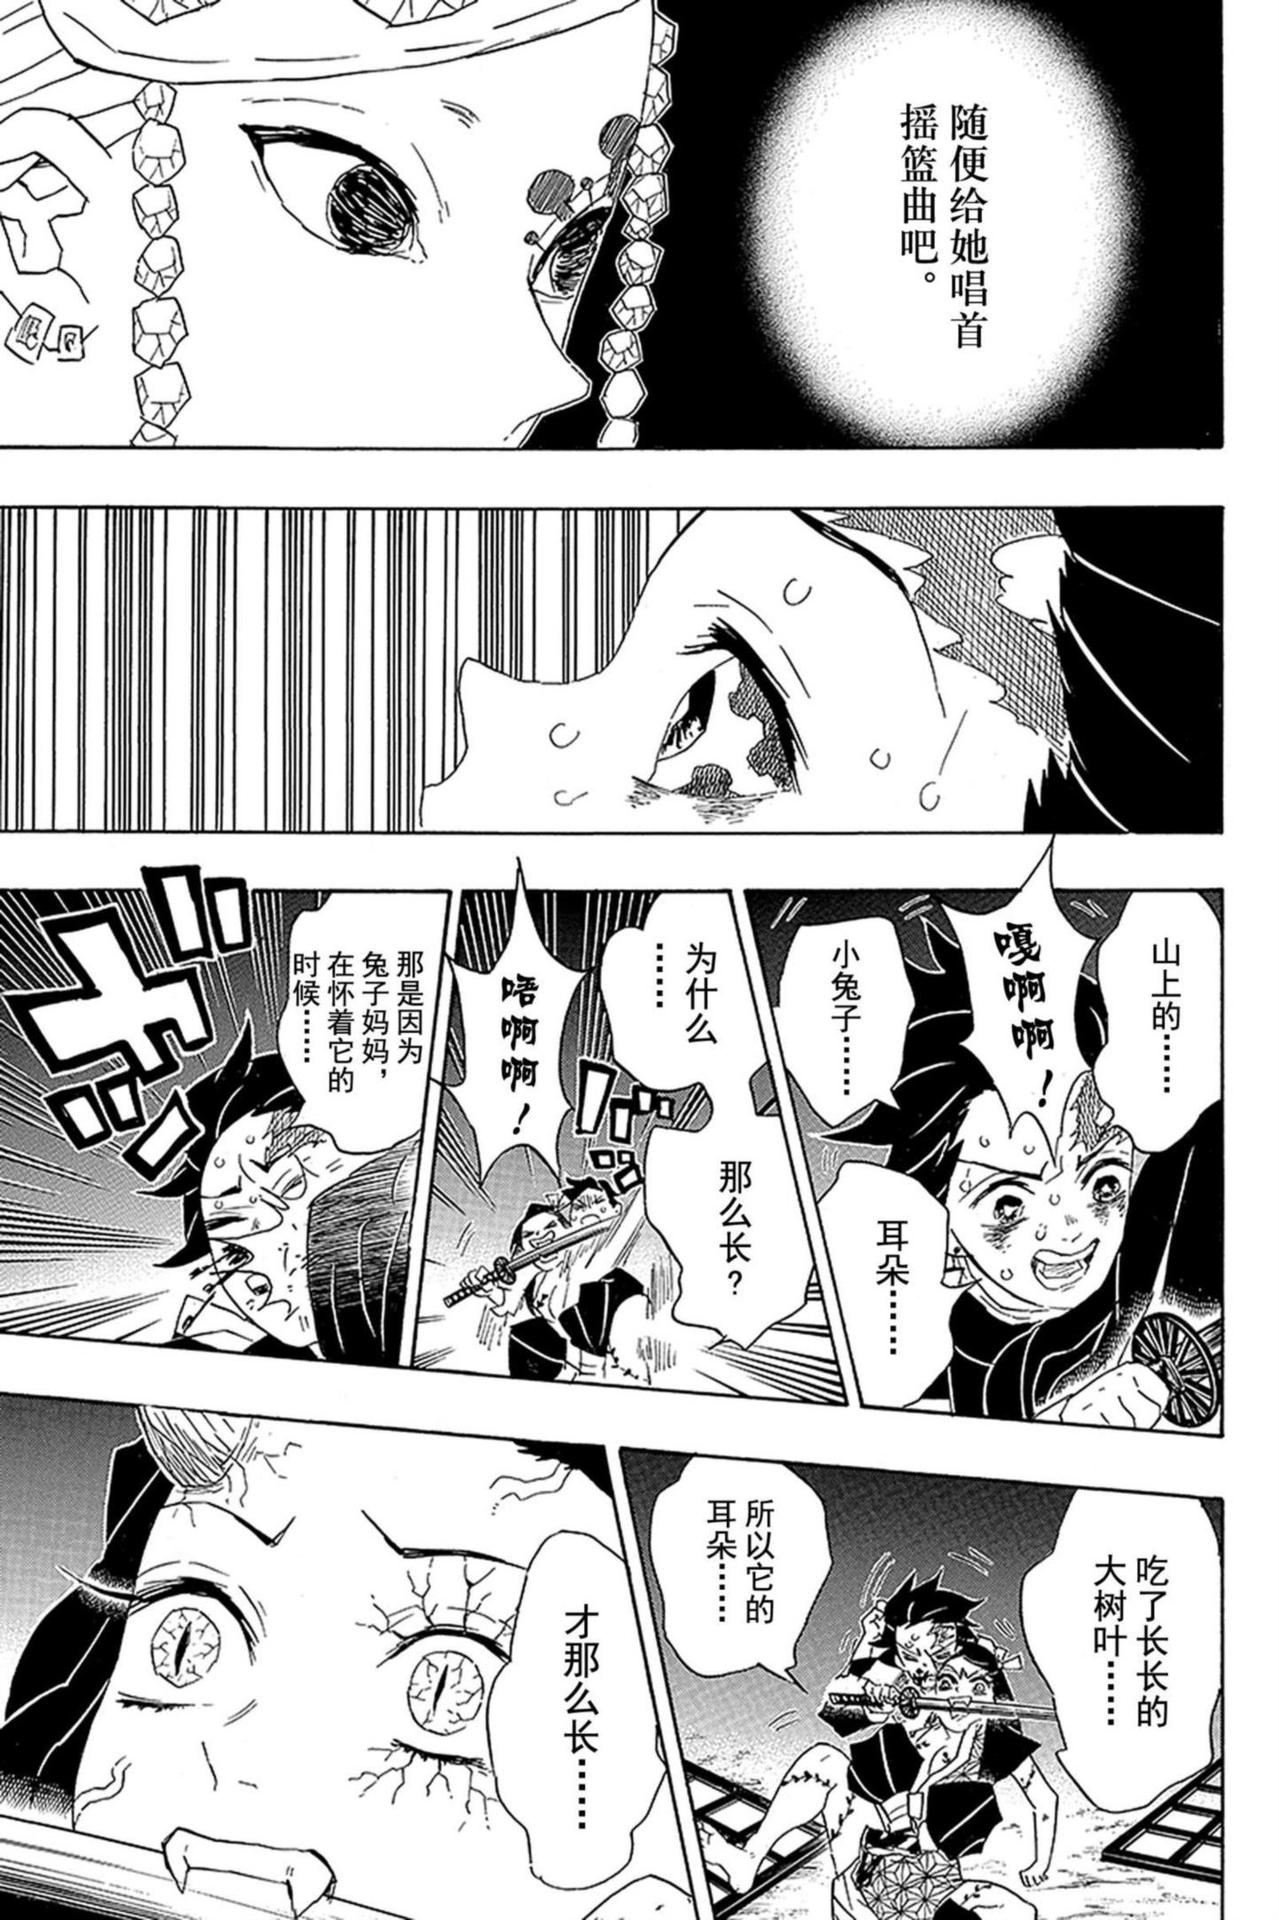 随便给她唱首
摇篮曲吧。
山上的……
嘎啊啊！
小兔子……
耳朵……
为什么
……
那么长？
唔啊啊！
那是因为
兔子妈妈，
在怀着它的
时候……
吃了长长的
大树叶……
所以它的
耳朵……
才那么长……